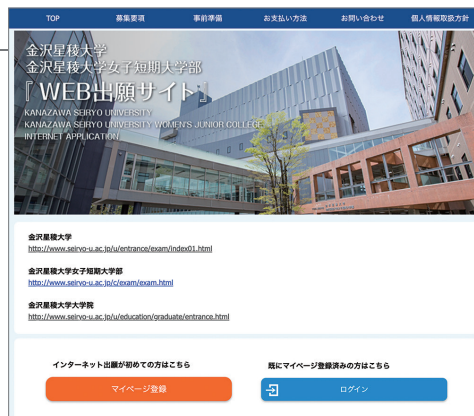 TOP 募集要項 事前準備 お支払い方法 お問い合わせ 個人情報取扱方針
金沢星稜大学
金沢星稜大学女子短期大学部
『WEB出願サイト』
KANAZAWA SEIRYO UNIVERSITY
KANAZAWA SEIRYO UNIVERSITY WOMEN'S JUNIOR COLLEGE
INTERNET APPLICATION
金沢星稜大学
http://www.seiryo-u.ac.jp/u/entrance/exam/index01.html
金沢星稜大学女子短期大学部
http://www.seiryo-u.ac.jp/c/exam/exam.html
金沢星稜大学大学院
http://www.seiryo-u.ac.jp/u/education/graduate/entrance.html
インターネット出願が初めての方はこちら 既にマイページ登録済みの方はこちら
マイページ登録 ログイン